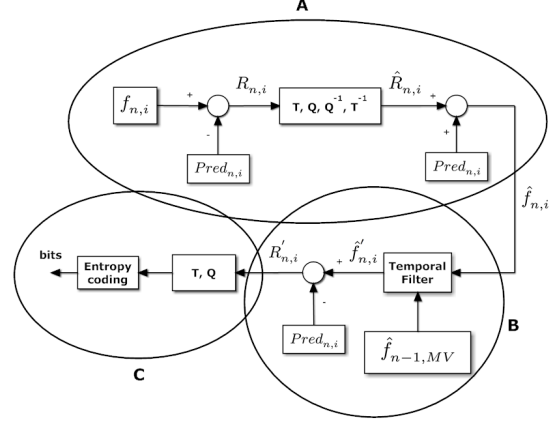 A
f_{n,i}
+
-
R_{n,i}
T, Q, Q^{-1}, T^{-1}
\hat{R}_{n,i}
+
+
Pred_{n,i}
Pred_{n,i}
\hat{f}_{n,i}
bits
Entropy
coding
T, Q
R^{'}_{n,i}
+
-
\hat{f}^{'}_{n,i}
Temporal
Filter
Pred_{n,i}
\hat{f}_{n-1,MV}
B
C